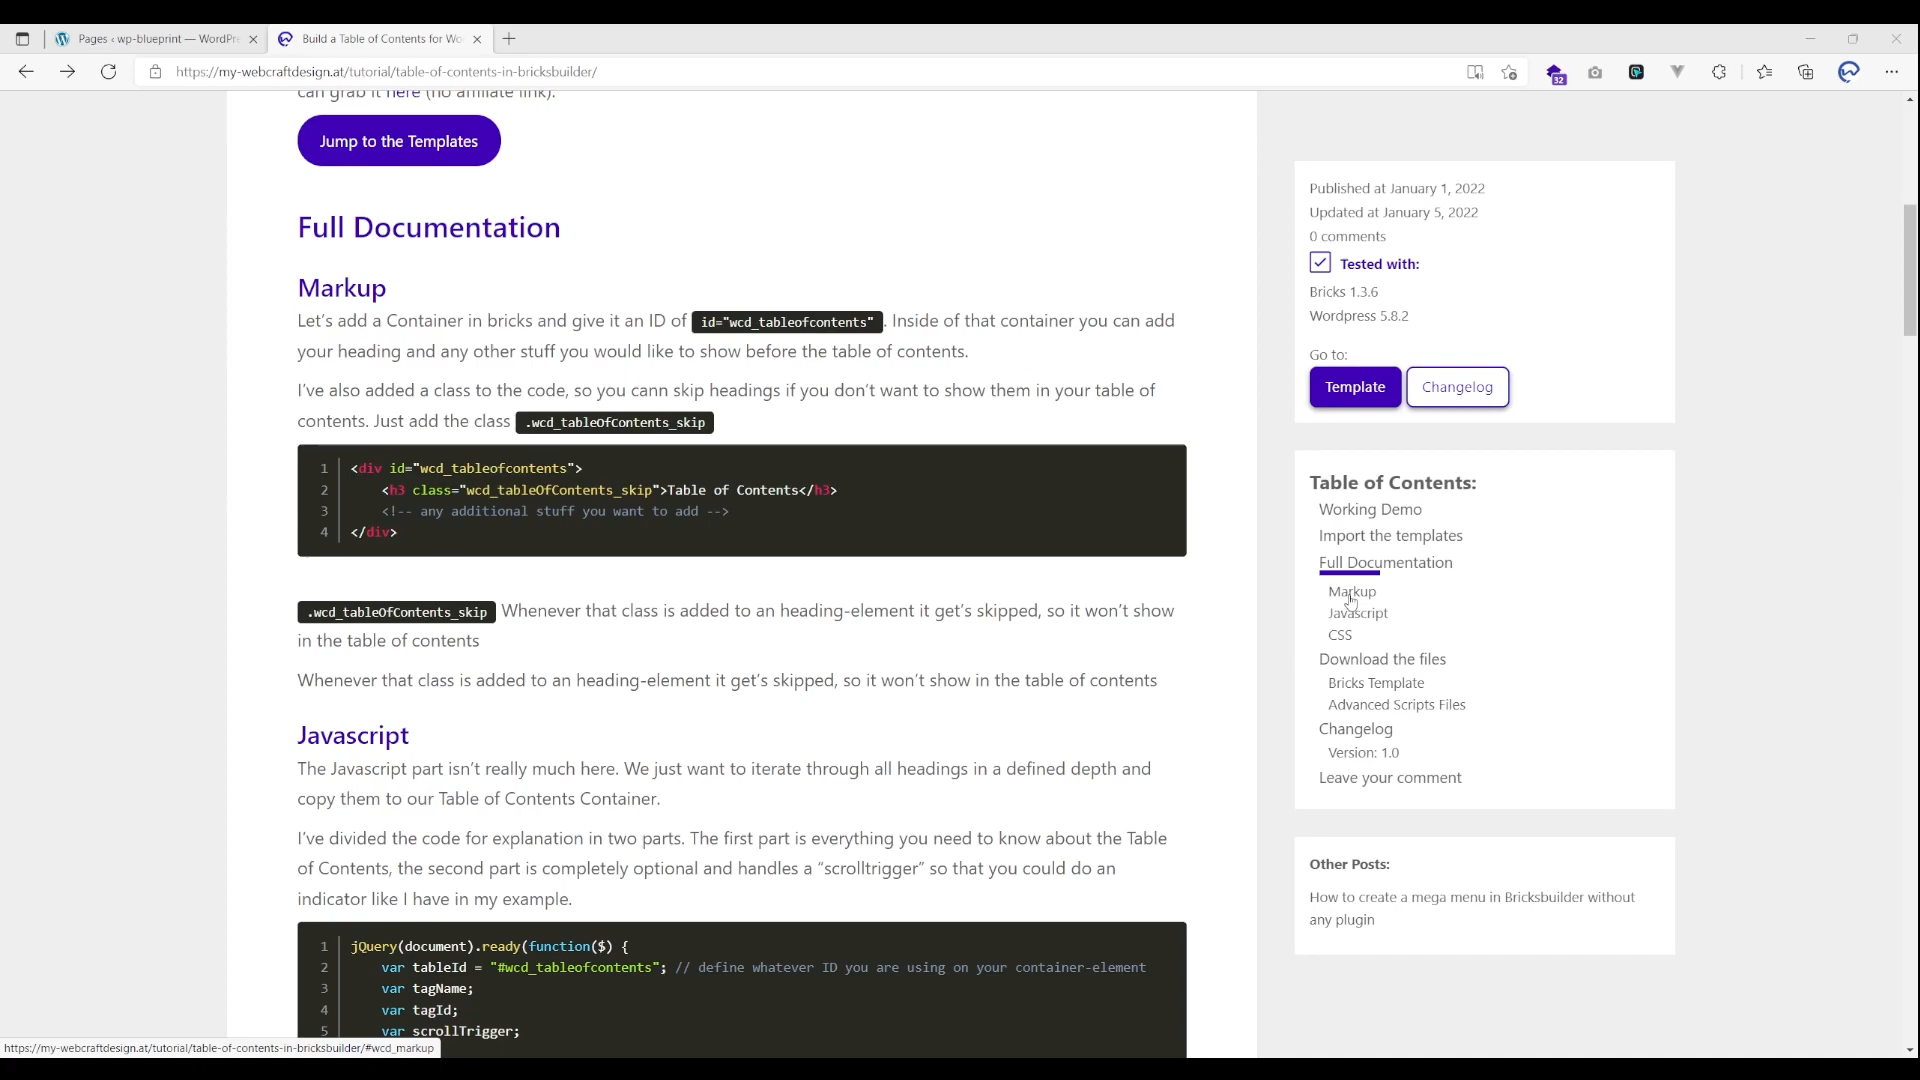 Pages ‹ wp-blueprint — WordPr
Build a Table of Contents for Wo
https://my-webcraftdesign.at/tutorial/table-of-contents-in-bricksbuilder/
32
can grab it here (no affiliate link).
Jump to the Templates
Full Documentation
Markup
Let's add a Container in bricks and give it an ID of id="wcd_tableofcontents" . Inside of that container you can add
your heading and any other stuff you would like to show before the table of contents.
I've also added a class to the code, so you cann skip headings if you don't want to show them in your table of
contents. Just add the class .wcd_tableOfContents_skip
1 <div id="wcd_tableofcontents">
2 <h3 class="wcd_tableOfContents_skip">Table of Contents</h3>
3 <!-- any additional stuff you want to add -->
4 </div>
.wcd_tableOfContents_skip Whenever that class is added to an heading-element it get's skipped, so it won't show
in the table of contents
Whenever that class is added to an heading-element it get's skipped, so it won't show in the table of contents
Javascript
The Javascript part isn't really much here. We just want to iterate through all headings in a defined depth and
copy them to our Table of Contents Container.
I've divided the code for explanation in two parts. The first part is everything you need to know about the Table
of Contents, the second part is completely optional and handles a "scrolltrigger" so that you could do an
indicator like I have in my example.
1 jQuery(document).ready(function($) {
2 var tableId = "#wcd_tableofcontents"; // define whatever ID you are using on your container-element
3 var tagName;
4 var tagId;
5 var scrollTrigger;
https://my-webcraftdesign.at/tutorial/table-of-contents-in-bricksbuilder/#wcd_markup
Published at January 1, 2022
Updated at January 5, 2022
0 comments
Tested with:
Bricks 1.3.6
Wordpress 5.8.2
Go to:
Template
Changelog
Table of Contents:
Working Demo
Import the templates
Full Documentation
Markup
Javascript
CSS
Download the files
Bricks Template
Advanced Scripts Files
Changelog
Version: 1.0
Leave your comment
Other Posts:
How to create a mega menu in Bricksbuilder without
any plugin